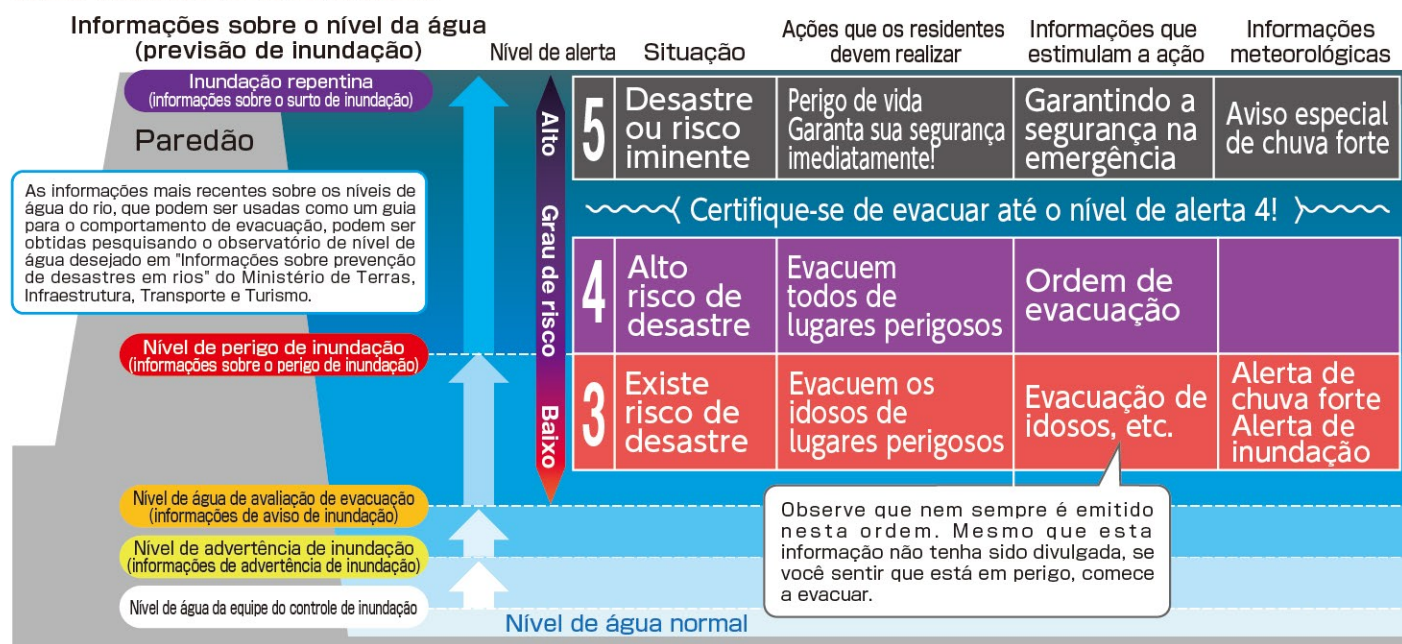 Informações sobre o nível da água
(previsão de inundação)
Nível de alerta
Situação
Ações que os residentes
devem realizar
Informações que
estimulam a ação
Informações
meteorológicas
Inundação repentina
(informações sobre o surto de inundação)
Paredão
As informações mais recentes sobre os níveis de
água do rio, que podem ser usadas como um guia
para o comportamento de evacuação, podem ser
obtidas pesquisando o observatório de nível de
água desejado em "Informações sobre prevenção
de desastres em rios" do Ministério de Terras,
Infraestrutura, Transporte e Turismo.
Nível de perigo de inundação
(informações sobre o perigo de inundação)
Nível de água de avaliação de evacuação
(informações de aviso de inundação)
Nível de advertência de inundação
(informações de advertência de inundação)
Nível de água da equipe do controle de inundação
Nível de água normal
Alto
Grau de risco
Baixo
5
Desastre
ou risco
iminente
Perigo de vida
Garanta sua segurança
imediatamente!
Garantindo a
segurança na
emergência
Aviso especial
de chuva forte
Certifique-se de evacuar até o nível de alerta 4!
4
Alto
risco de
desastre
Evacuem
todos de
lugares perigosos
Ordem de
evacuação
3
Existe
risco de
desastre
Evacuem os
idosos de
lugares perigosos
Evacuação de
idosos, etc.
Alerta de
chuva forte
Alerta de
inundação
Observe que nem sempre é emitido
nesta ordem. Mesmo que esta
informação não tenha sido divulgada, se
você sentir que está em perigo, comece
a evacuar.